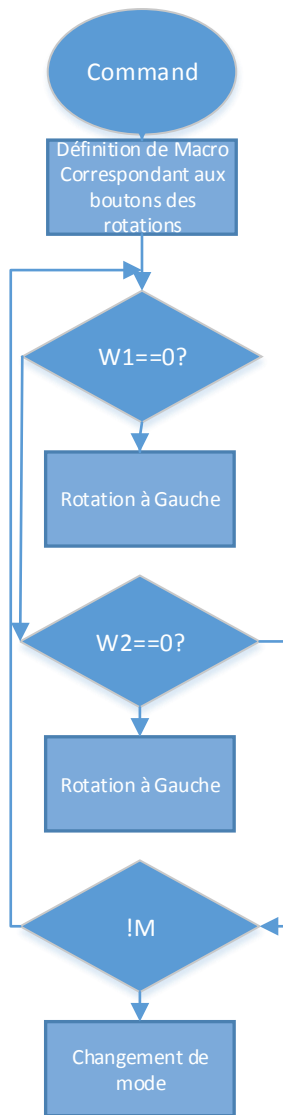 Command
Définition de Macro
Correspondant aux
boutons des
rotations
W1==0?
Rotation à Gauche
W2==0?
Rotation à Gauche
!M
Changement de
mode